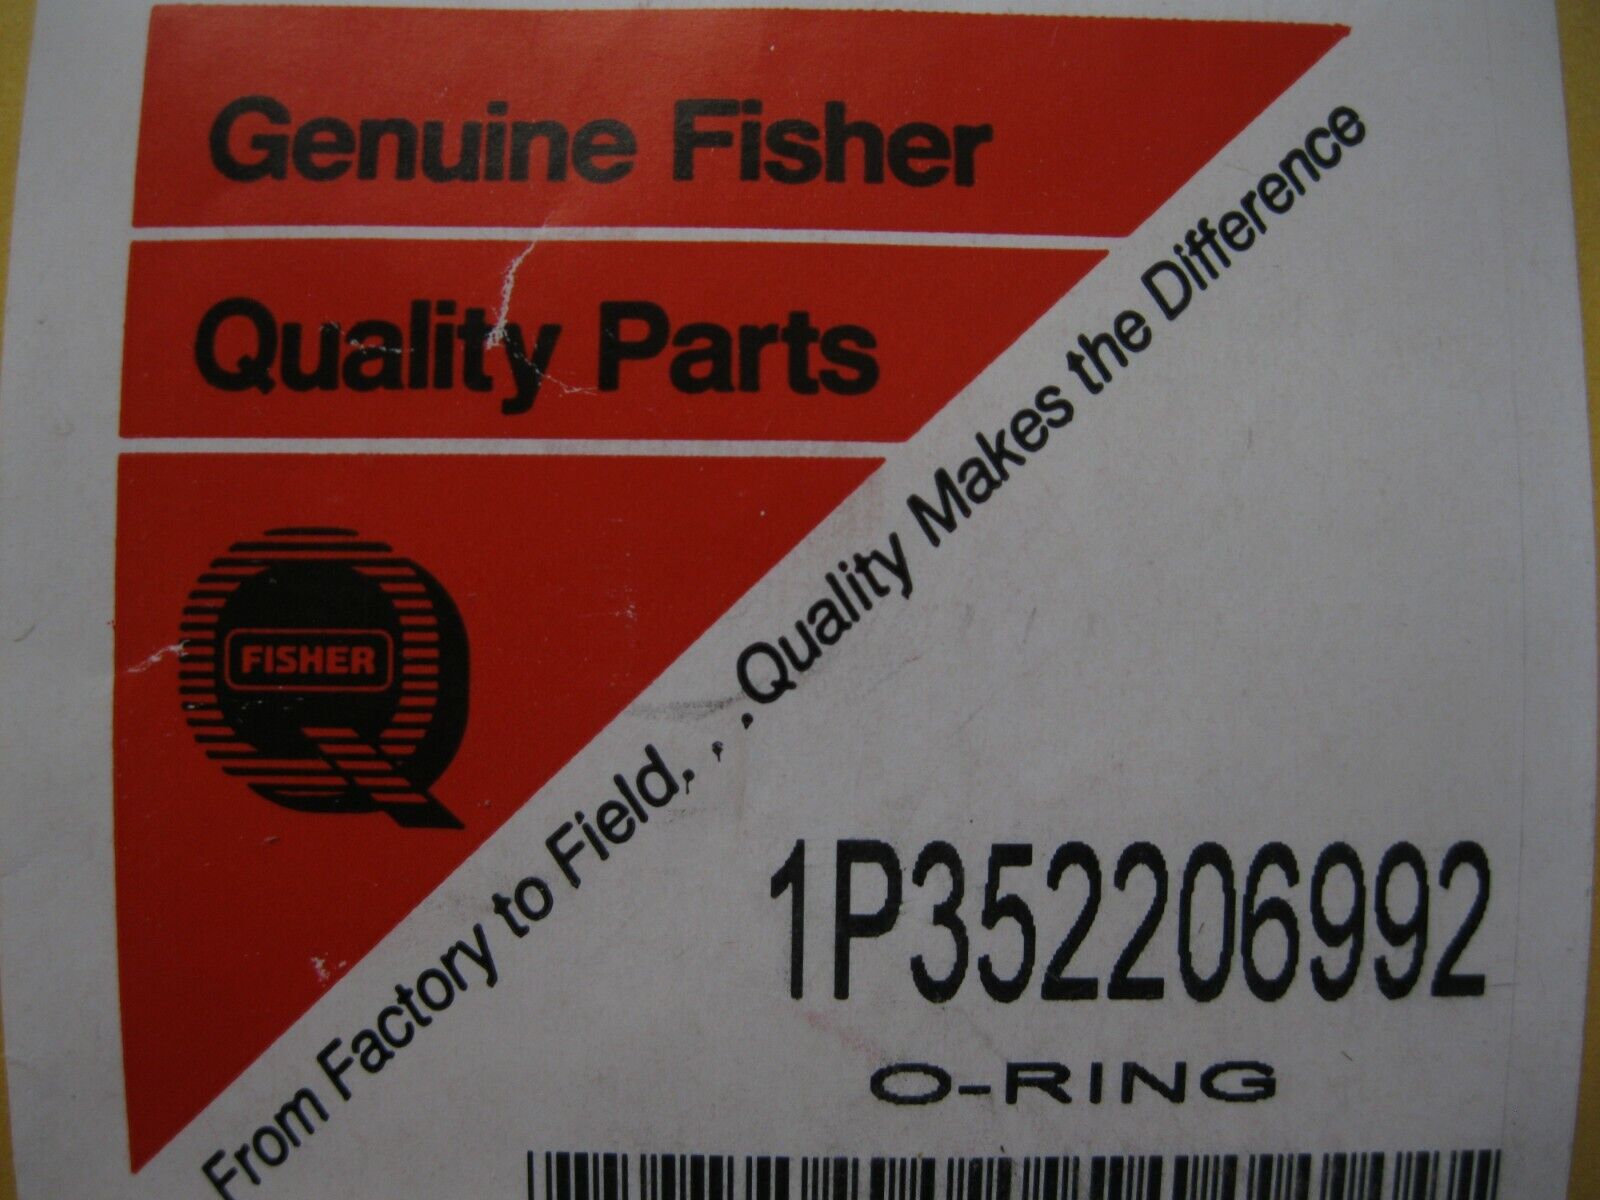 Genuine Fisher
Quality Parts
FISHER
From Factory to Field. . .Quality Makes the Difference
1P352206992
O-RING